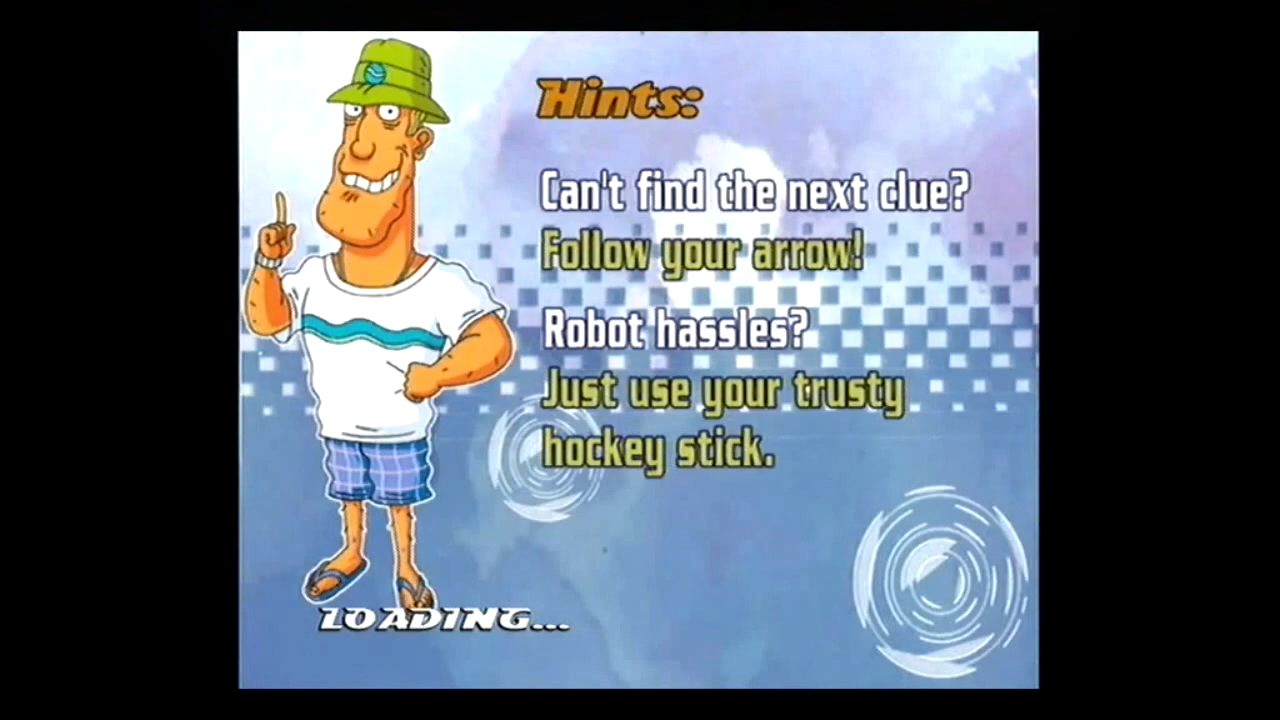 Hints:
Can't find the next clue?
Follow your arrow!
Robot hassles?
Just use your trusty
hockey stick.
LOADING...